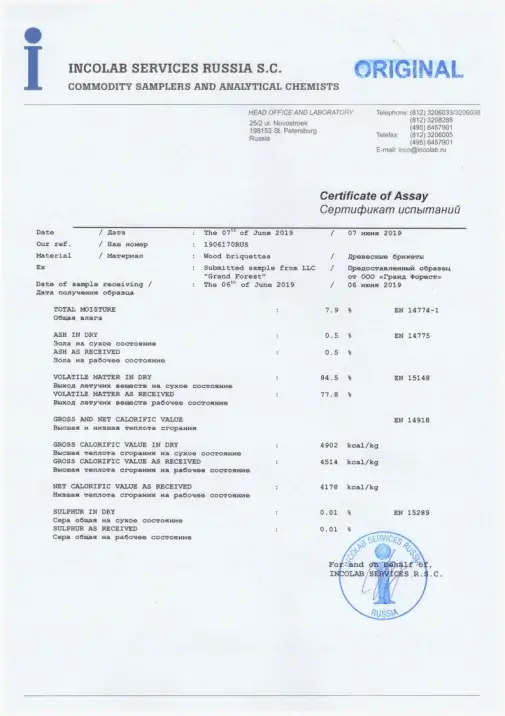 INCOLAB SERVICES RUSSIA S.C.
COMMODITY SAMPLERS AND ANALYTICAL CHEMISTS
ORIGINAL
HEAD OFFICE AND LABORATORY
25/2 ul. Novostroek
198152 St. Petersburg
Russia
Telephone: (812) 3206033/3206038
(812) 3208288
(495) 6457901
Telefax: (812) 3206005
(495) 6457901
E-mail: inco@incolab.ru
Certificate of Assay
Сертификат испытаний
Date / Дата : The 07th of June 2019 / 07 июня 2019
Our ref. / Наш номер : 1906170RUS
Material / Материал : Wood briquettes / Древесные брикеты
Ex : Submitted sample from LLC / Предоставленный образец
"Grand Forest" от ООО «Гранд Форест»
Date of sample receiving / : The 06th of June 2019 / 06 июня 2019
Дата получения образца
TOTAL MOISTURE : 7.9 % EN 14774-1
Общая влага
ASH IN DRY : 0.5 % EN 14775
Зола на сухое состояние
ASH AS RECEIVED : 0.5 %
Зола на рабочее состояние
VOLATILE MATTER IN DRY : 84.5 % EN 15148
Выход летучих веществ на сухое состояние
VOLATILE MATTER AS RECEIVED : 77.8 %
Выход летучих веществ рабочее состояние
GROSS AND NET CALORIFIC VALUE EN 14918
Высшая и низшая теплота сгорания
GROSS CALORIFIC VALUE IN DRY : 4902 kcal/kg
Высшая теплота сгорания на сухое состояние
GROSS CALORIFIC VALUE AS RECEIVED : 4514 kcal/kg
Высшая теплота сгорания на рабочее состояние
NET CALORIFIC VALUE AS RECEIVED : 4178 kcal/kg
Низшая теплота сгорания на рабочее состояние
SULPHUR IN DRY : 0.01 % EN 15289
Сера общая на сухое состояние
SULPHUR AS RECEIVED : 0.01 %
Сера общая на рабочее состояние
For and on behalf of,
INCOLAB SERVICES R.S.C.
INCOLAB SERVICES RUSSIA
RUSSIA